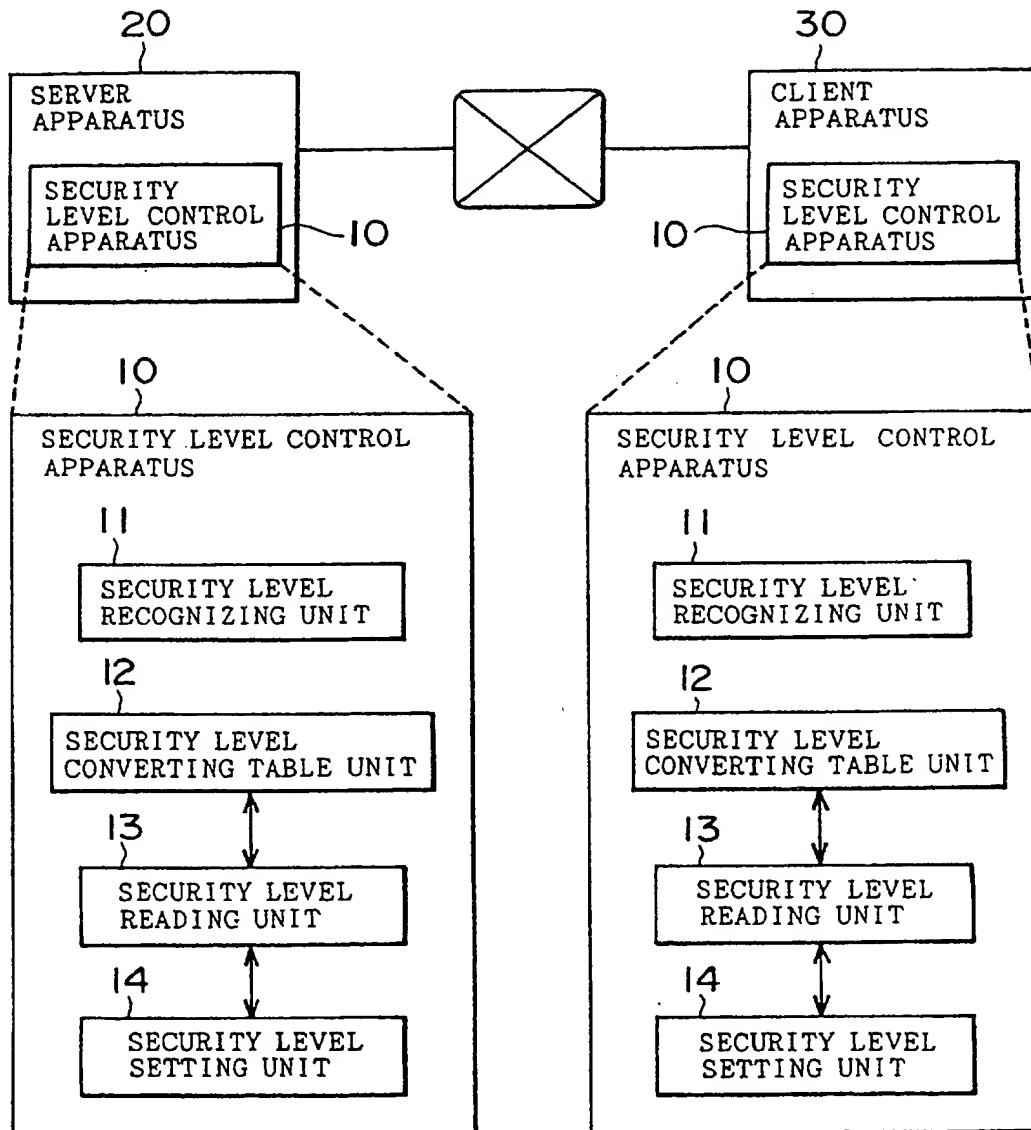 20
SERVER
APPARATUS
SECURITY
LEVEL CONTROL
APPARATUS
10
30
CLIENT
APPARATUS
SECURITY
LEVEL CONTROL
APPARATUS
10
10
SECURITY LEVEL CONTROL
APPARATUS
11
SECURITY LEVEL
RECOGNIZING UNIT
12
SECURITY LEVEL
CONVERTING TABLE UNIT
13
SECURITY LEVEL
READING UNIT
14
SECURITY LEVEL
SETTING UNIT
10
SECURITY LEVEL CONTROL
APPARATUS
11
SECURITY LEVEL
RECOGNIZING UNIT
12
SECURITY LEVEL
CONVERTING TABLE UNIT
13
SECURITY LEVEL
READING UNIT
14
SECURITY LEVEL
SETTING UNIT